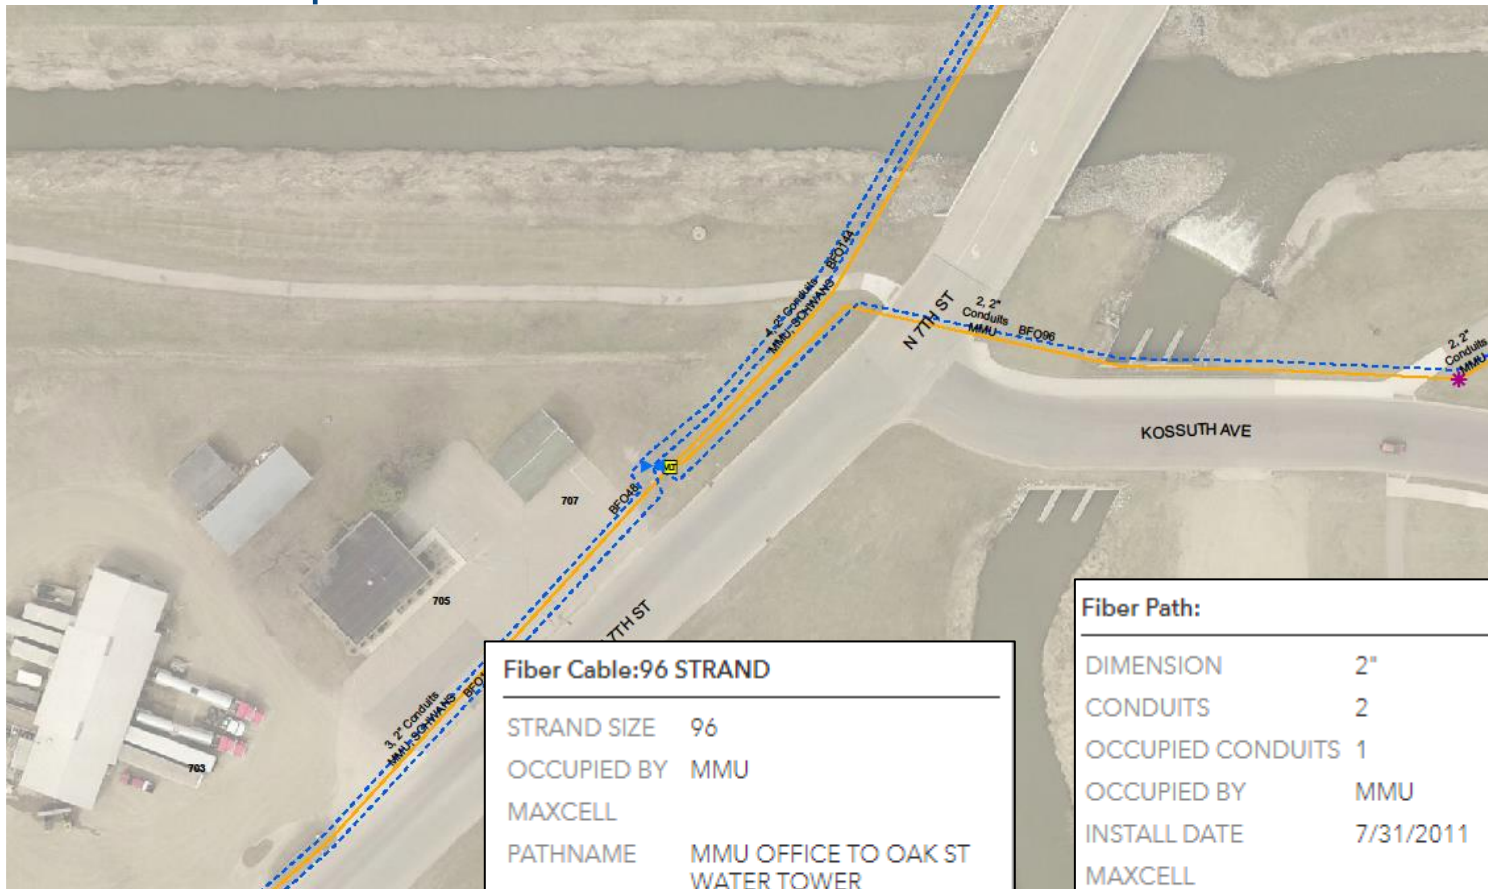 BFO144
4, 2" Conduits
MMU, SCHWANS
N 7TH ST
2, 2"
Conduits
MMU
BFO96
2, 2"
Conduits
MMU
KOSSUTH AVE
BFO48
707
705
703
7TH ST
3, 2" Conduits
MMU, SCHWANS
Fiber Cable:96 STRAND
STRAND SIZE 96
OCCUPIED BY MMU
MAXCELL
PATHNAME MMU OFFICE TO OAK ST
WATER TOWER
Fiber Path:
DIMENSION 2"
CONDUITS 2
OCCUPIED CONDUITS 1
OCCUPIED BY MMU
INSTALL DATE 7/31/2011
MAXCELL